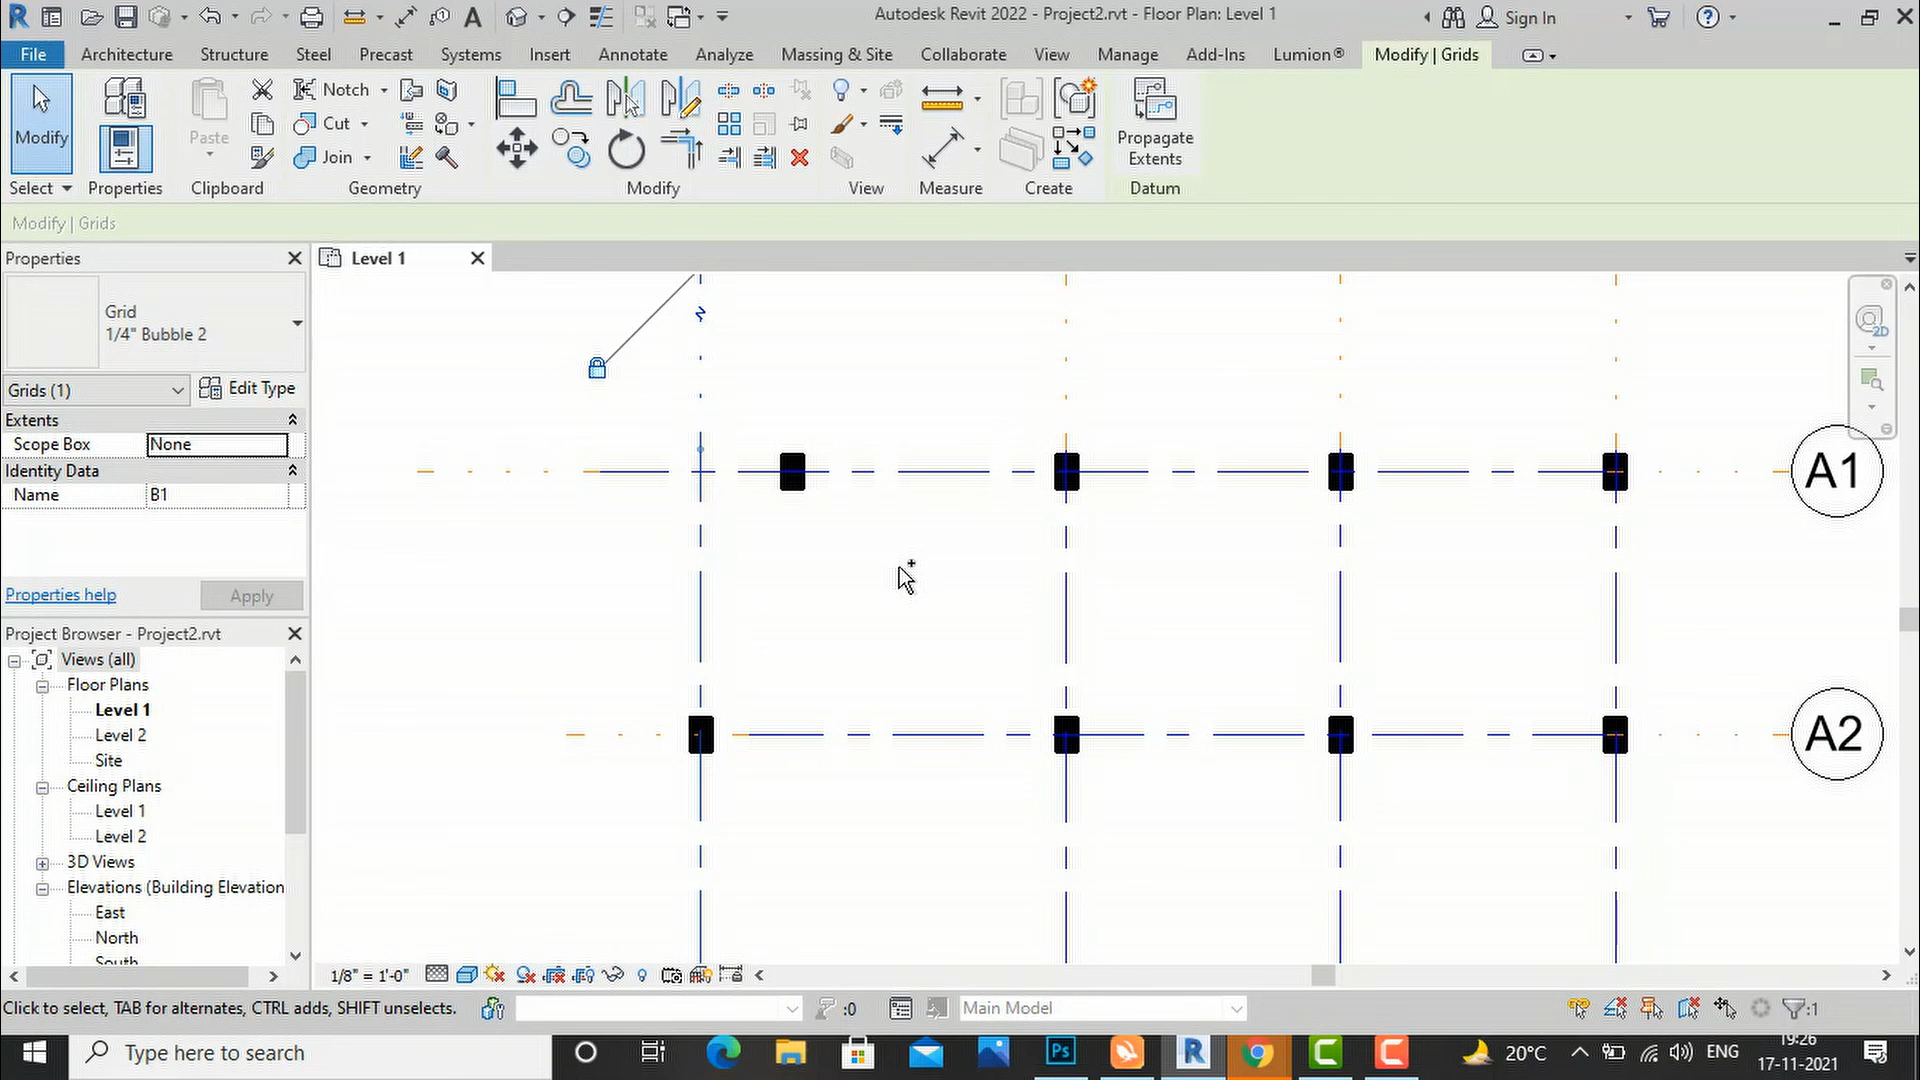 Autodesk Revit 2022 - Project2.rvt - Floor Plan: Level 1
Sign In
File Architecture Structure Steel Precast Systems Insert Annotate Analyze Massing & Site Collaborate View Manage Add-Ins Lumion® Modify | Grids
Modify
Paste
Notch
Cut
Join
Propagate
Extents
Select Properties Clipboard Geometry Modify View Measure Create Datum
Modify | Grids
Properties
Level 1
Grid
1/4" Bubble 2
Grids (1)
Edit Type
Extents
Scope Box None
Identity Data
Name B1
Properties help
Apply
Project Browser - Project2.rvt
Views (all)
Floor Plans
Level 1
Level 2
Site
Ceiling Plans
Level 1
Level 2
3D Views
Elevations (Building Elevation
East
North
South
2D
A1
A2
1/8" = 1'-0"
Click to select, TAB for alternates, CTRL adds, SHIFT unselects.
:0
Main Model
:1
Type here to search
Ps
R
C
C
20°C
ENG
19:26
17-11-2021